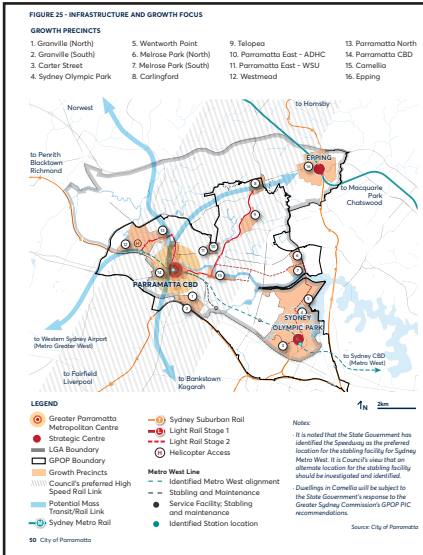 FIGURE 25 - INFRASTRUCTURE AND GROWTH FOCUS
GROWTH PRECINCTS
1. Granville (North)
2. Granville (South)
3. Carter Street
4. Sydney Olympic Park
5. Wentworth Point
6. Melrose Park (North)
7. Melrose Park (South)
8. Carlingford
9. Telopea
10. Parramatta East - ADHC
11. Parramatta East - WSU
12. Westmead
13. Parramatta North
14. Parramatta CBD
15. Camellia
16. Epping
Norwest
to Hornsby
to Penrith
Blacktown
Richmond
EPPING
to Macquarie
Park
Chatswood
PARRAMATTA CBD
SYDNEY
OLYMPIC PARK
to Western Sydney Airport
(Metro Greater West)
to Sydney CBD
(Metro West)
to Fairfield
Liverpool
to Bankstown
Kogarah
N
2km
LEGEND
Greater Parramatta
Metropolitan Centre
Strategic Centre
LGA Boundary
GPOP Boundary
Growth Precincts
Council's preferred High
Speed Rail Link
Potential Mass
Transit/Rail Link
M Sydney Metro Rail
T Sydney Suburban Rail
L Light Rail Stage 1
Light Rail Stage 2
H Helicopter Access
Metro West Line
Identified Metro West alignment
Stabling and Maintenance
Service Facility; Stabling
and maintenance
Identified Station location
Notes:
· It is noted that the State Government has
identified the Speedway as the preferred
location for the stabling facility for Sydney
Metro West. It is Council's view that an
alternate location for the stabling facility
should be investigated and identified.
· Dwellings in Camellia will be subject to
the State Government's response to the
Greater Sydney Commission's GPOP PIC
recommendations.
Source: City of Parramatta
50 City of Parramatta